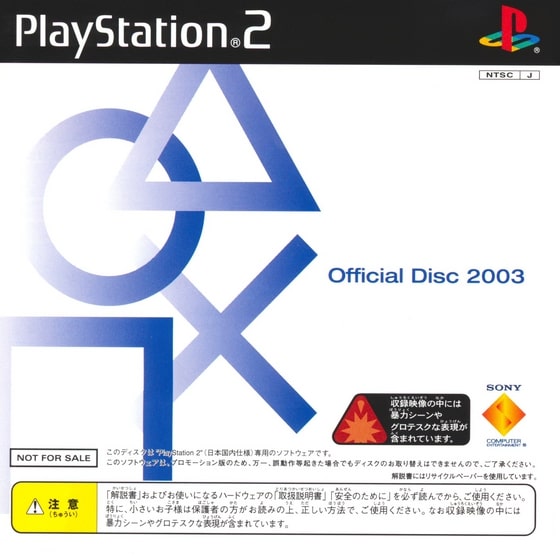 PlayStation®2
NTSC J
Official Disc 2003
収録映像の中には
暴力シーンや
グロテスクな表現が
含まれています。
SONY
COMPUTER
ENTERTAINMENT
NOT FOR SALE
このディスクは"PlayStation 2"(日本国内仕様)専用のソフトウェアです。
解説書にはリサイクルペーパーを使用しています。
このソフトウェアは、プロモーション版のため、万一、誤動作等起きた場合でもディスクのお取り替えはできませんので、ご了承ください。
注意
(ちゅうい)
「解説書」およびお使いになるハードウェアの「取扱説明書」「安全のために」を必ず読んでから、ご使用ください。
特に、小さいお子様は保護者の方がお読みの上、正しい方法で、ご使用ください。なお収録映像の中には
暴力シーンやグロテスクな表現が含まれています。